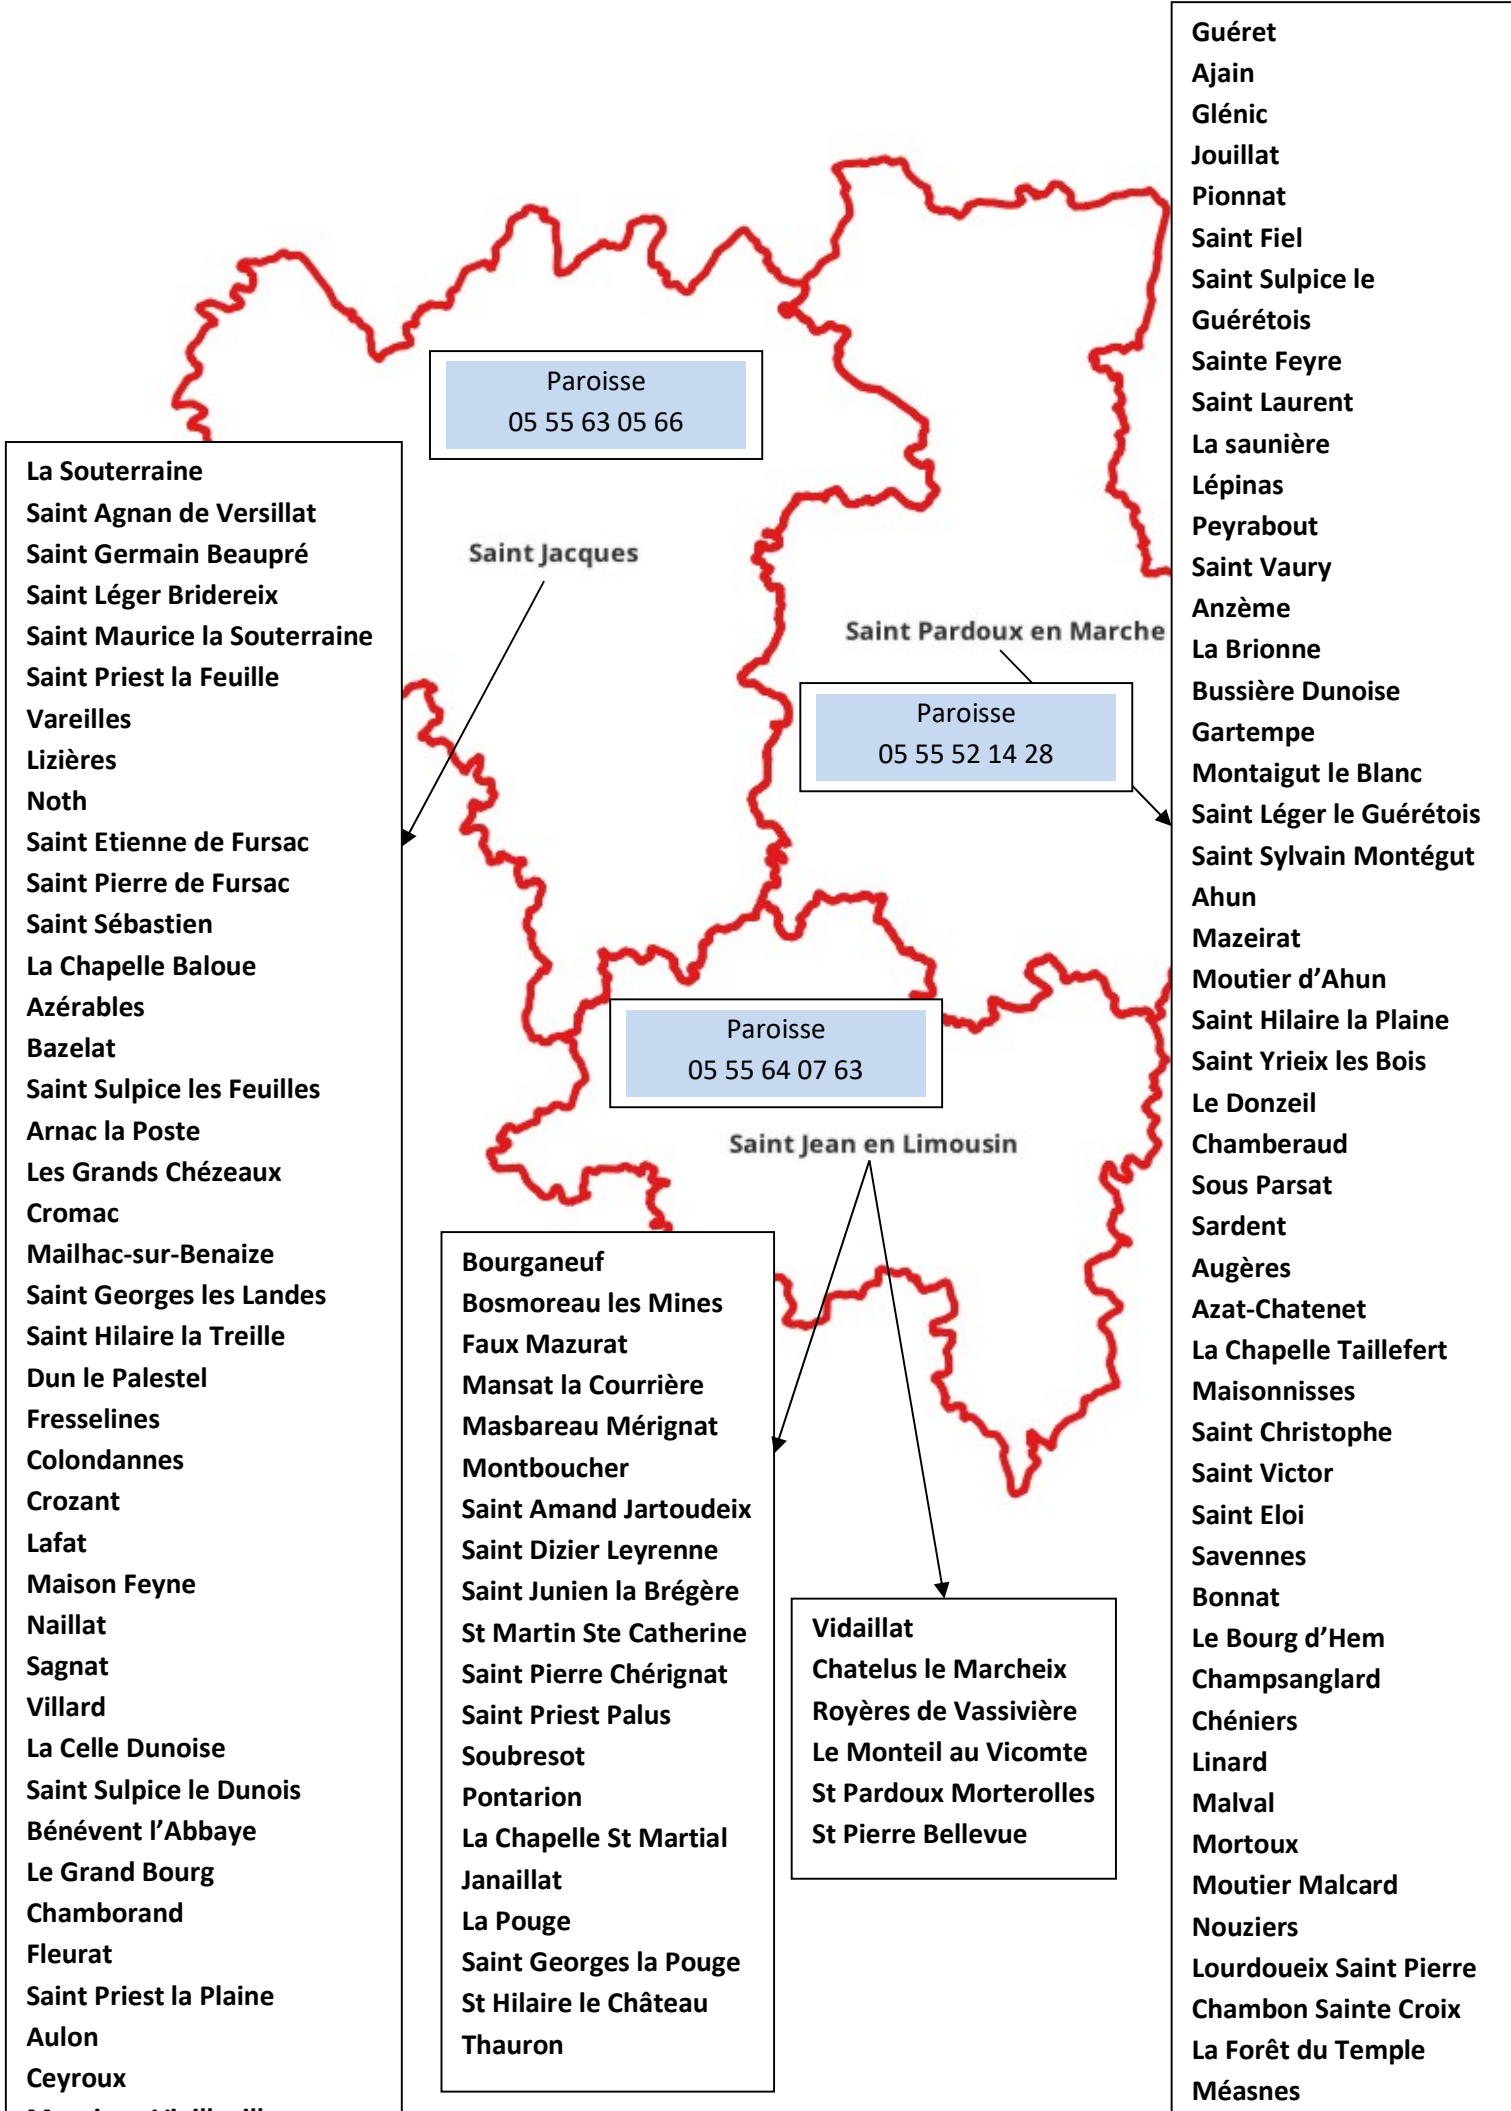 Paroisse
05 55 63 05 66
Saint Jacques
La Souterraine
Saint Agnan de Versillat
Saint Germain Beaupré
Saint Léger Bridereix
Saint Maurice la Souterraine
Saint Priest la Feuille
Vareilles
Lizières
Noth
Saint Etienne de Fursac
Saint Pierre de Fursac
Saint Sébastien
La Chapelle Baloue
Azérables
Bazelat
Saint Sulpice les Feuilles
Arnac la Poste
Les Grands Chézeaux
Cromac
Mailhac-sur-Benaize
Saint Georges les Landes
Saint Hilaire la Treille
Dun le Palestel
Fresselines
Colondannes
Crozant
Lafat
Maison Feyne
Naillat
Sagnat
Villard
La Celle Dunoise
Saint Sulpice le Dunois
Bénévent l’Abbaye
Le Grand Bourg
Chamborand
Fleurat
Saint Priest la Plaine
Aulon
Ceyroux
Paroisse
05 55 64 07 63
Saint Jean en Limousin
Bourganeuf
Bosmoreau les Mines
Faux Mazurat
Mansat la Courrière
Masbareau Mérignat
Montboucher
Saint Amand Jartoudeix
Saint Dizier Leyrenne
Saint Junien la Brégère
St Martin Ste Catherine
Saint Pierre Chérignat
Saint Priest Palus
Soubresot
Pontarion
La Chapelle St Martial
Janaillat
La Pouge
Saint Georges la Pouge
St Hilaire le Château
Thauron
Vidaillat
Chatelus le Marcheix
Royères de Vassivière
Le Monteil au Vicomte
St Pardoux Morterolles
St Pierre Bellevue
Saint Pardoux en Marche
Paroisse
05 55 52 14 28
Guéret
Ajain
Glénic
Jouillat
Pionnat
Saint Fiel
Saint Sulpice le
Guérétois
Sainte Feyre
Saint Laurent
La saunière
Lépinas
Peyrabout
Saint Vaury
Anzème
La Brionne
Bussière Dunoise
Gartempe
Montaigut le Blanc
Saint Léger le Guérétois
Saint Sylvain Montégut
Ahun
Mazeirat
Moutier d’Ahun
Saint Hilaire la Plaine
Saint Yrieix les Bois
Le Donzeil
Chamberaud
Sous Parsat
Sardent
Augères
Azat-Chatenet
La Chapelle Taillefert
Maisonnisses
Saint Christophe
Saint Victor
Saint Eloi
Savennes
Bonnat
Le Bourg d’Hem
Champsanglard
Chéniers
Linard
Malval
Mortoux
Moutier Malcard
Nouziers
Lourdoueix Saint Pierre
Chambon Sainte Croix
La Forêt du Temple
Méasnes